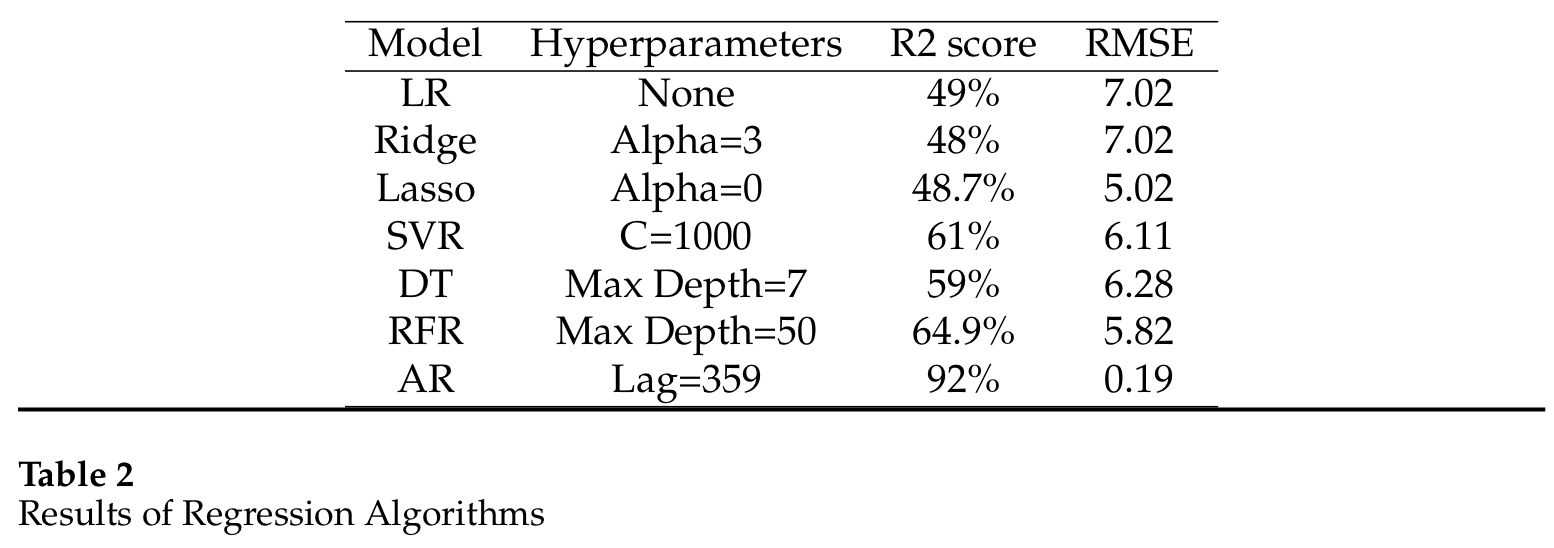 Model Hyperparameters R2 score RMSE
LR None 49% 7.02
Ridge Alpha=3 48% 7.02
Lasso Alpha=0 48.7% 5.02
SVR C=1000 61% 6.11
DT Max Depth=7 59% 6.28
RFR Max Depth=50 64.9% 5.82
AR Lag=359 92% 0.19
Table 2
Results of Regression Algorithms